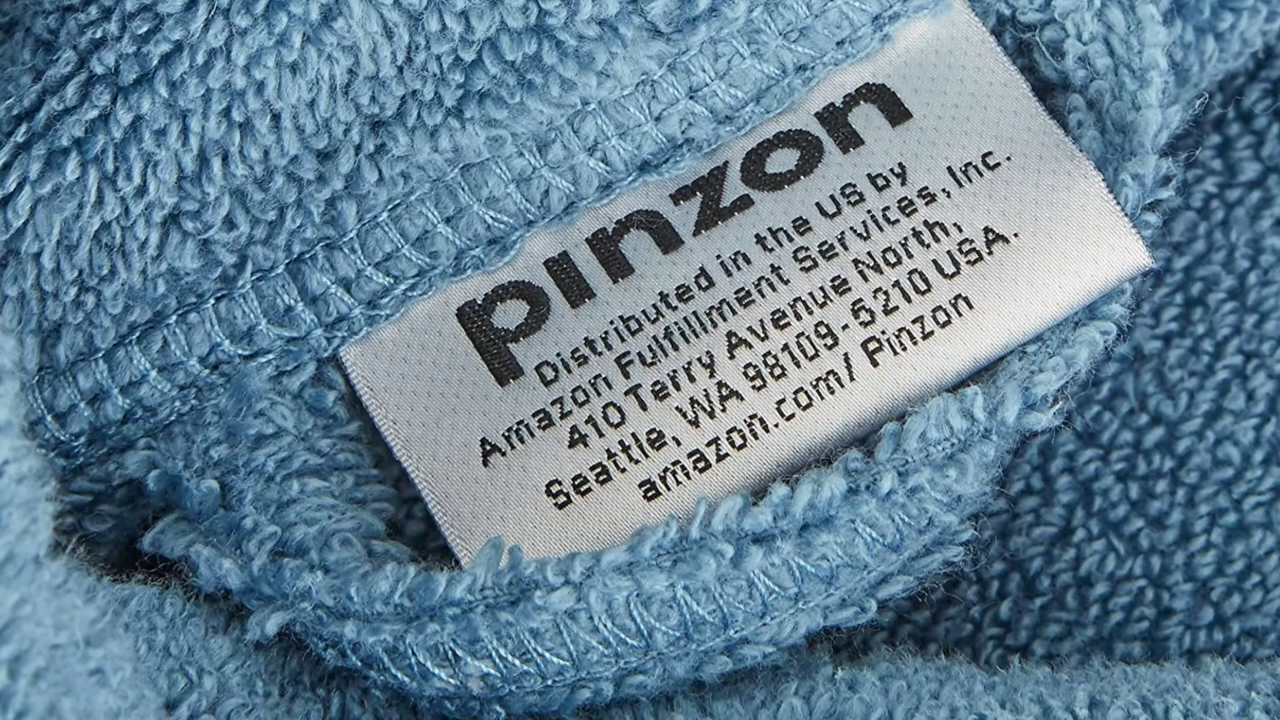 pinzon
Distributed in the US by
Amazon Fulfillment Services, Inc.
410 Terry Avenue North,
Seattle, WA 98109-5210 USA.
amazon.com/ Pinzon